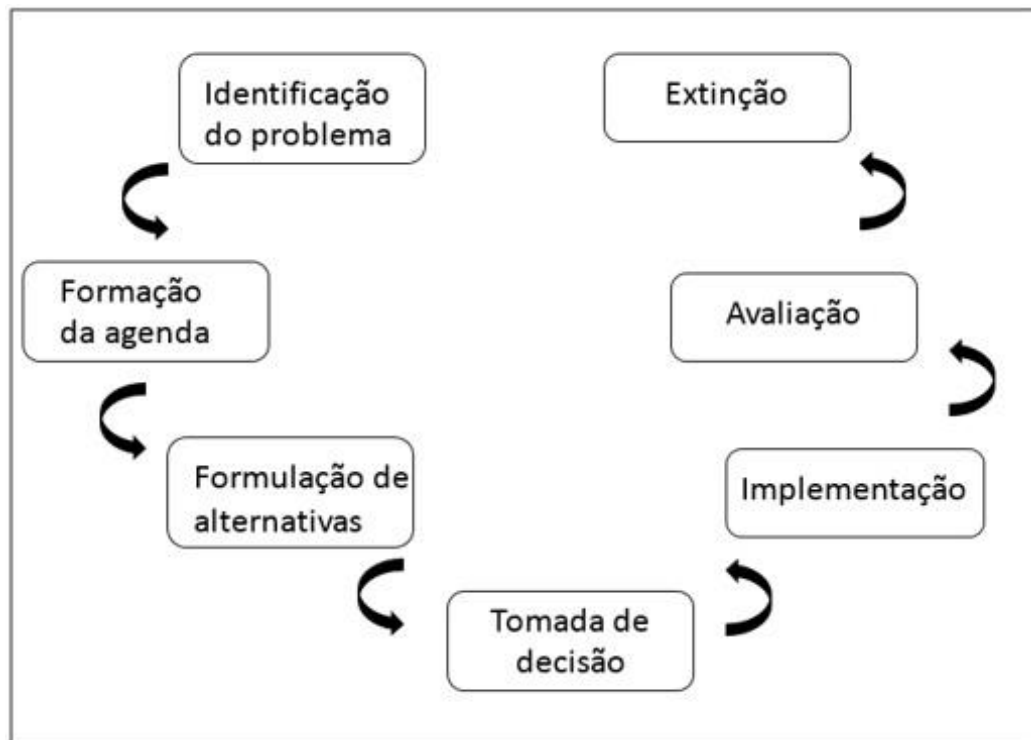 Identificação
do problema
Formação
da agenda
Formulação de
alternativas
Tomada de
decisão
Implementação
Avaliação
Extinção